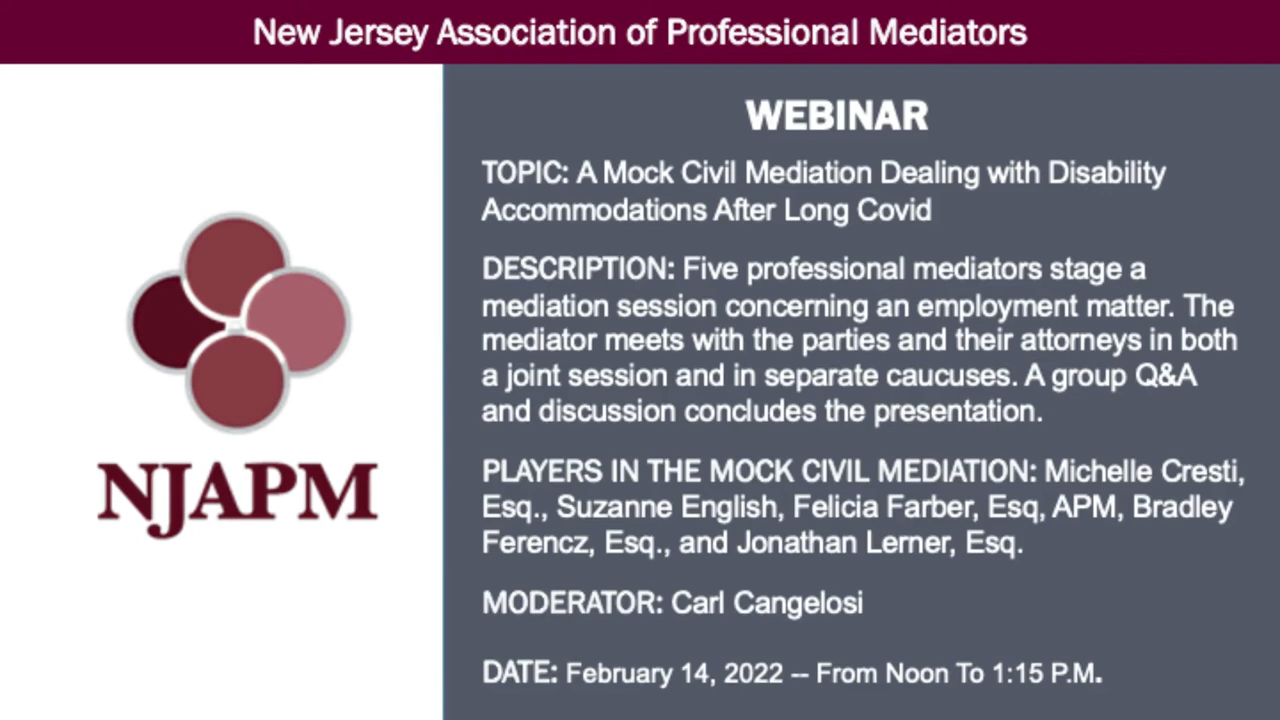 New Jersey Association of Professional Mediators
WEBINAR
TOPIC: A Mock Civil Mediation Dealing with Disability
Accommodations After Long Covid
DESCRIPTION: Five professional mediators stage a
mediation session concerning an employment matter. The
mediator meets with the parties and their attorneys in both
a joint session and in separate caucuses. A group Q&A
and discussion concludes the presentation.
PLAYERS IN THE MOCK CIVIL MEDIATION: Michelle Cresti,
Esq., Suzanne English, Felicia Farber, Esq, APM, Bradley
Ferencz, Esq., and Jonathan Lerner, Esq.
MODERATOR: Carl Cangelosi
DATE: February 14, 2022 -- From Noon To 1:15 P.M.
NJAPM